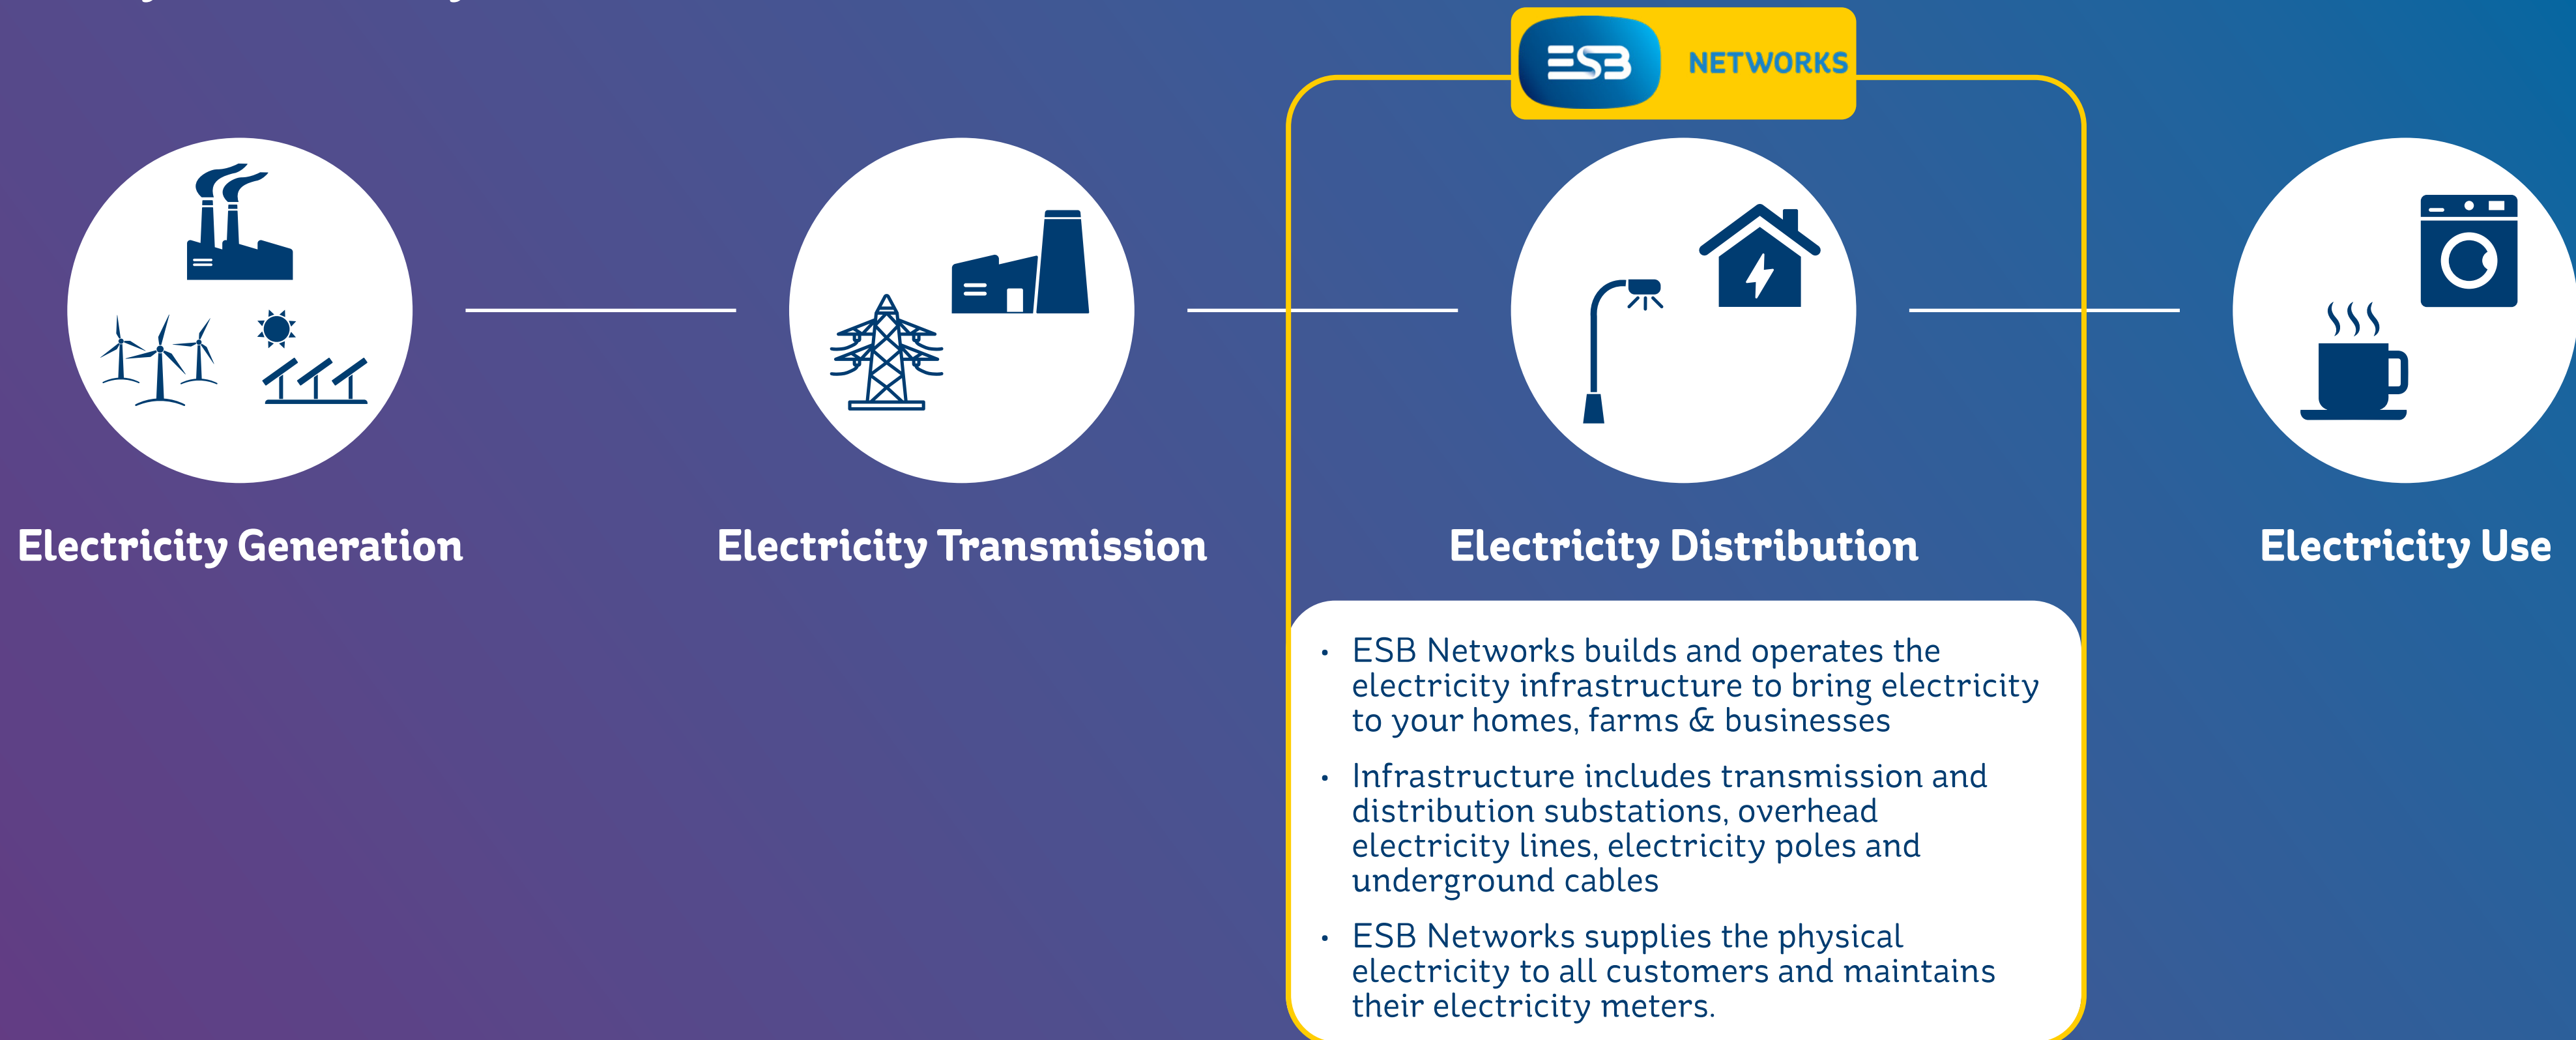 ESB NETWORKS
Electricity Generation
Electricity Transmission
Electricity Distribution
Electricity Use
• ESB Networks builds and operates the
electricity infrastructure to bring electricity
to your homes, farms & businesses
• Infrastructure includes transmission and
distribution substations, overhead
electricity lines, electricity poles and
underground cables
• ESB Networks supplies the physical
electricity to all customers and maintains
their electricity meters.